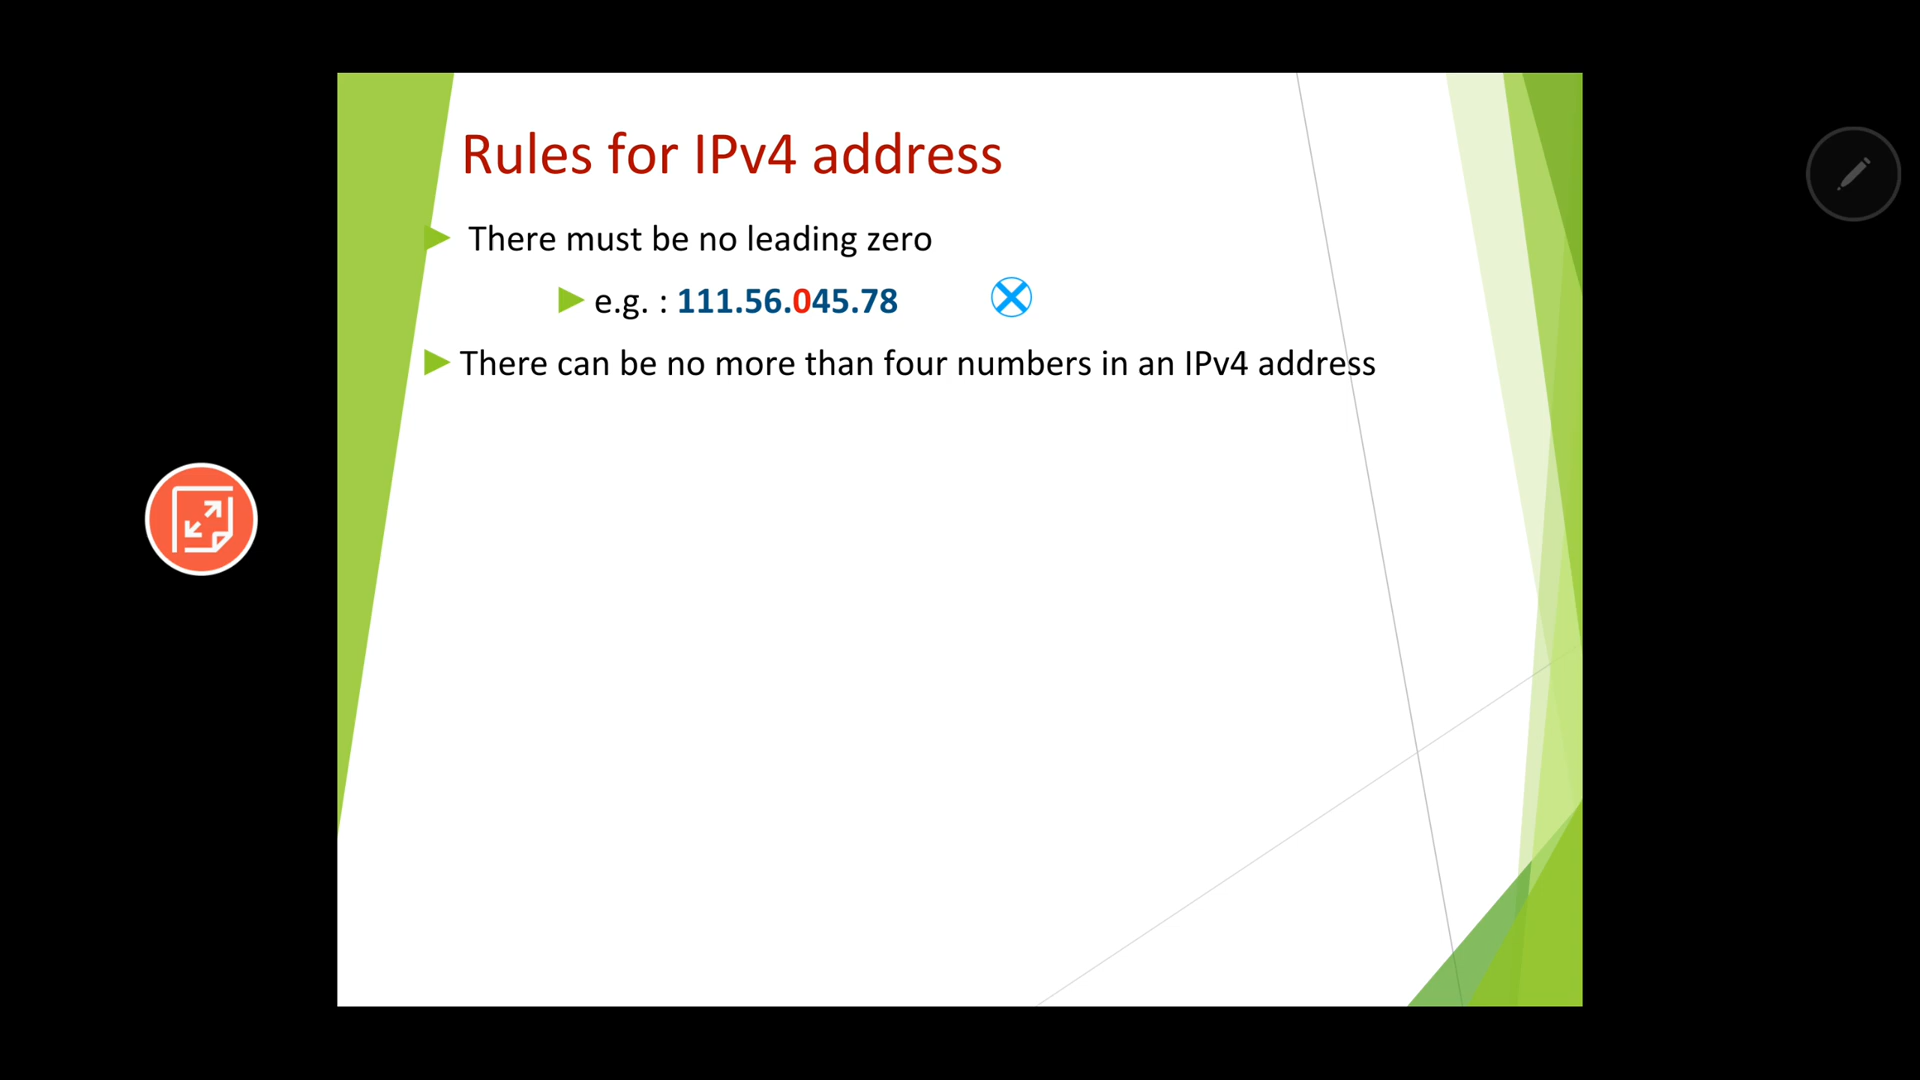 Rules for IPv4 address
There must be no leading zero
e.g. : 111.56.045.78
There can be no more than four numbers in an IPv4 address